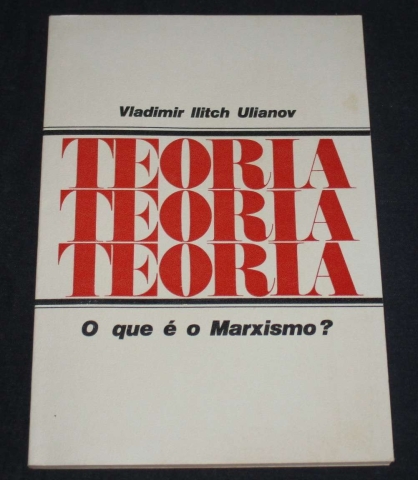 Vladimir Ilitch Ulianov
TEORIA
TEORIA
TEORIA
O que é o Marxismo?